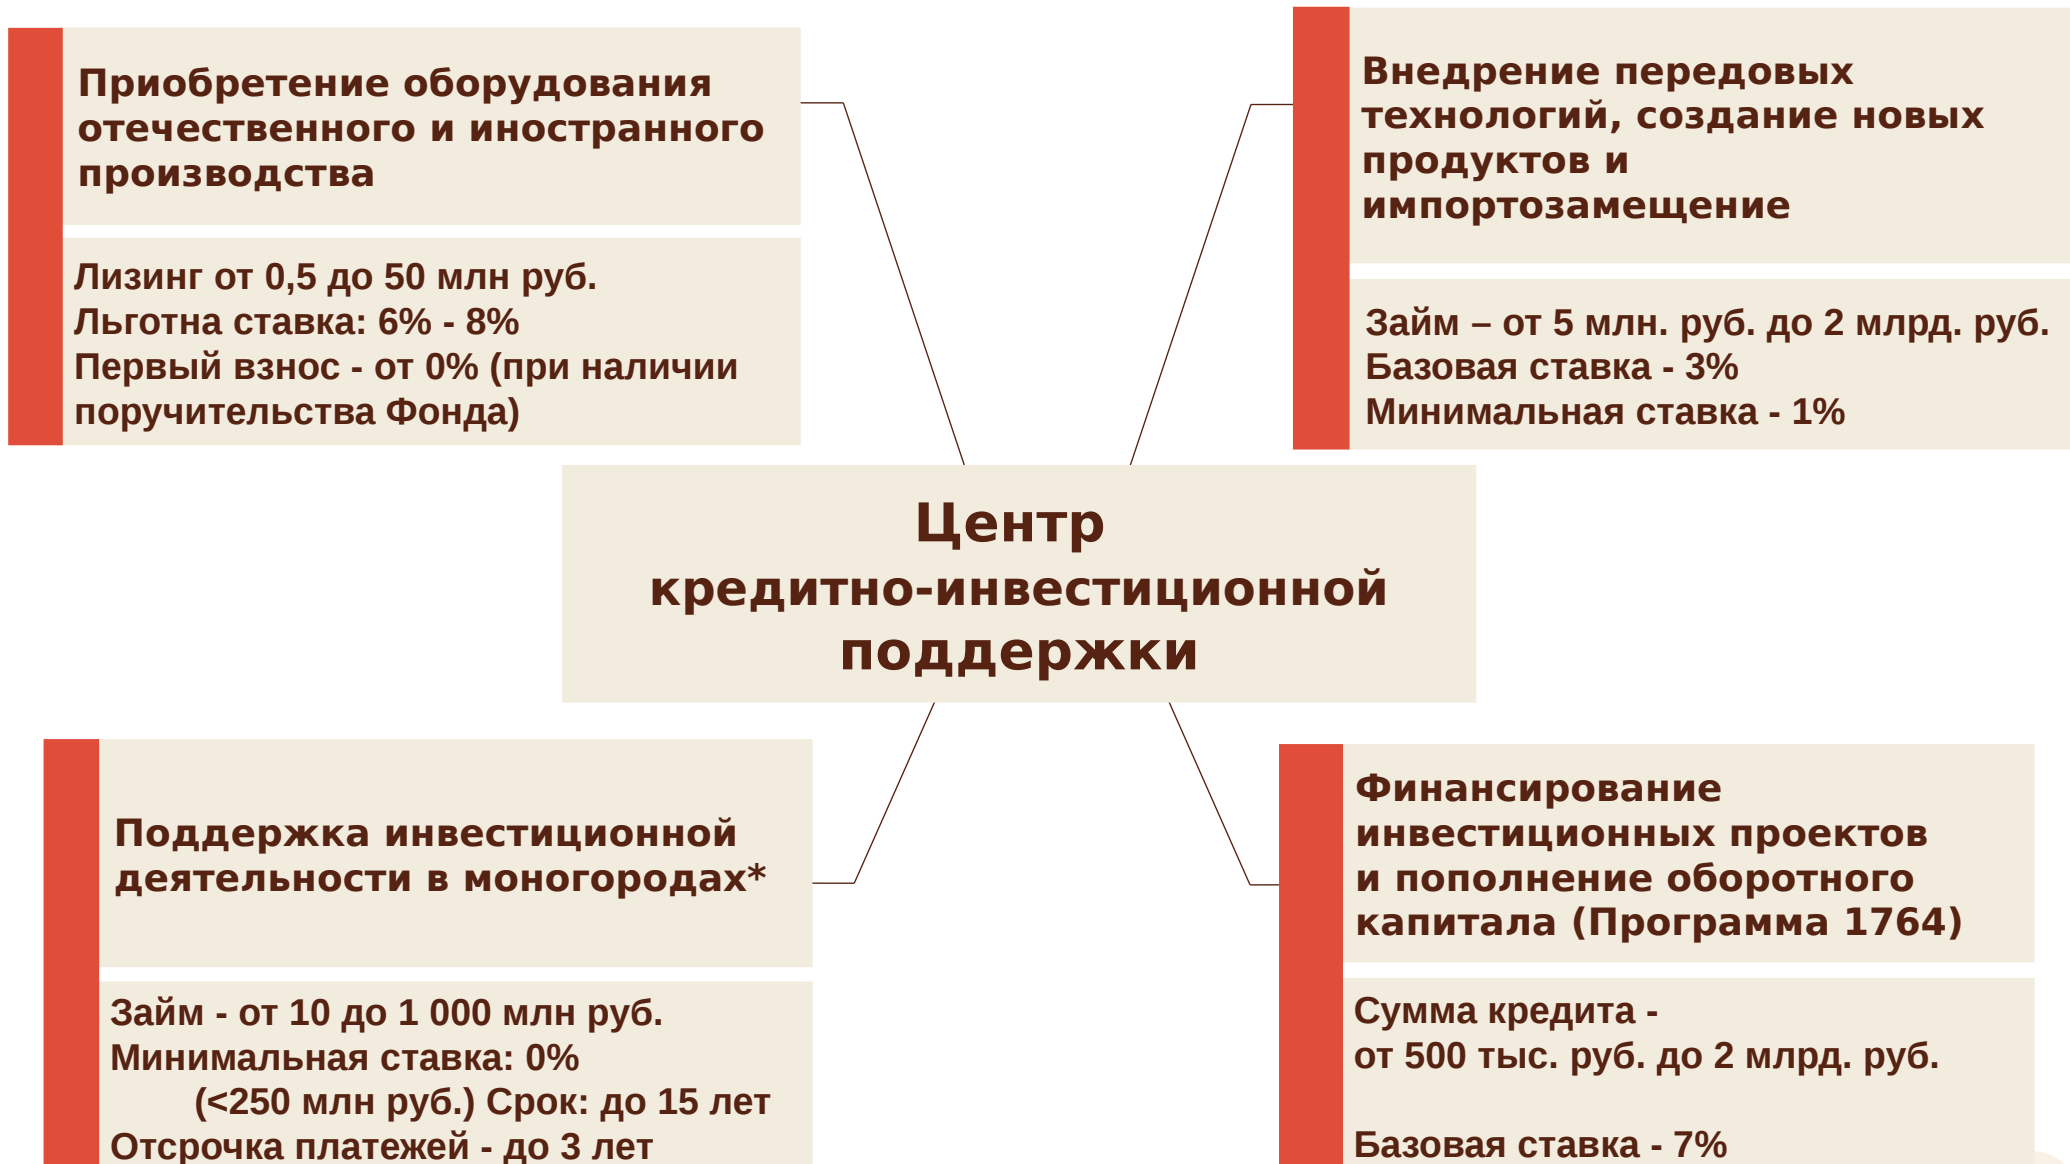 Приобретение оборудования
отечественного и иностранного
производства
Лизинг от 0,5 до 50 млн руб.
Льготна ставка: 6% - 8%
Первый взнос - от 0% (при наличии
поручительства Фонда)
Внедрение передовых
технологий, создание новых
продуктов и
импортозамещение
Займ – от 5 млн. руб. до 2 млрд. руб.
Базовая ставка - 3%
Минимальная ставка - 1%
Центр
кредитно-инвестиционной
поддержки
Поддержка инвестиционной
деятельности в моногородах*
Займ - от 10 до 1 000 млн руб.
Минимальная ставка: 0%
(<250 млн руб.) Срок: до 15 лет
Отсрочка платежей - до 3 лет
Финансирование
инвестиционных проектов
и пополнение оборотного
капитала (Программа 1764)
Сумма кредита -
от 500 тыс. руб. до 2 млрд. руб.
Базовая ставка - 7%